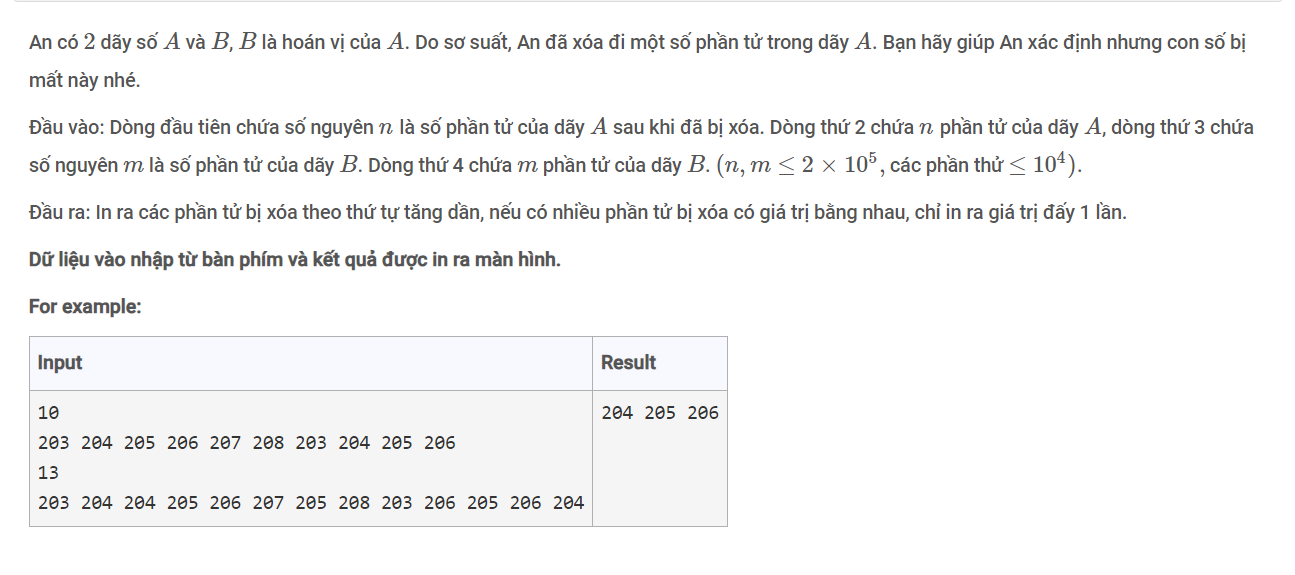 An có 2 dãy số A và B, B là hoán vị của A. Do sơ suất, An đã xóa đi một số phần tử trong dãy A. Bạn hãy giúp An xác định nhưng con số bị
mất này nhé.
Đầu vào: Dòng đầu tiên chứa số nguyên n là số phần tử của dãy A sau khi đã bị xóa. Dòng thứ 2 chứa n phần tử của dãy A, dòng thứ 3 chứa
số nguyên m là số phần tử của dãy B. Dòng thứ 4 chứa m phần tử của dãy B. (n, m ≤ 2 × 10⁵, các phần thử ≤ 10⁴).
Đầu ra: In ra các phần tử bị xóa theo thứ tự tăng dần, nếu có nhiều phần tử bị xóa có giá trị bằng nhau, chỉ in ra giá trị đấy 1 lần.
Dữ liệu vào nhập từ bàn phím và kết quả được in ra màn hình.
For example:
Input Result
10 204 205 206
203 204 205 206 207 208 203 204 205 206
13
203 204 204 205 206 207 205 208 203 206 205 206 204